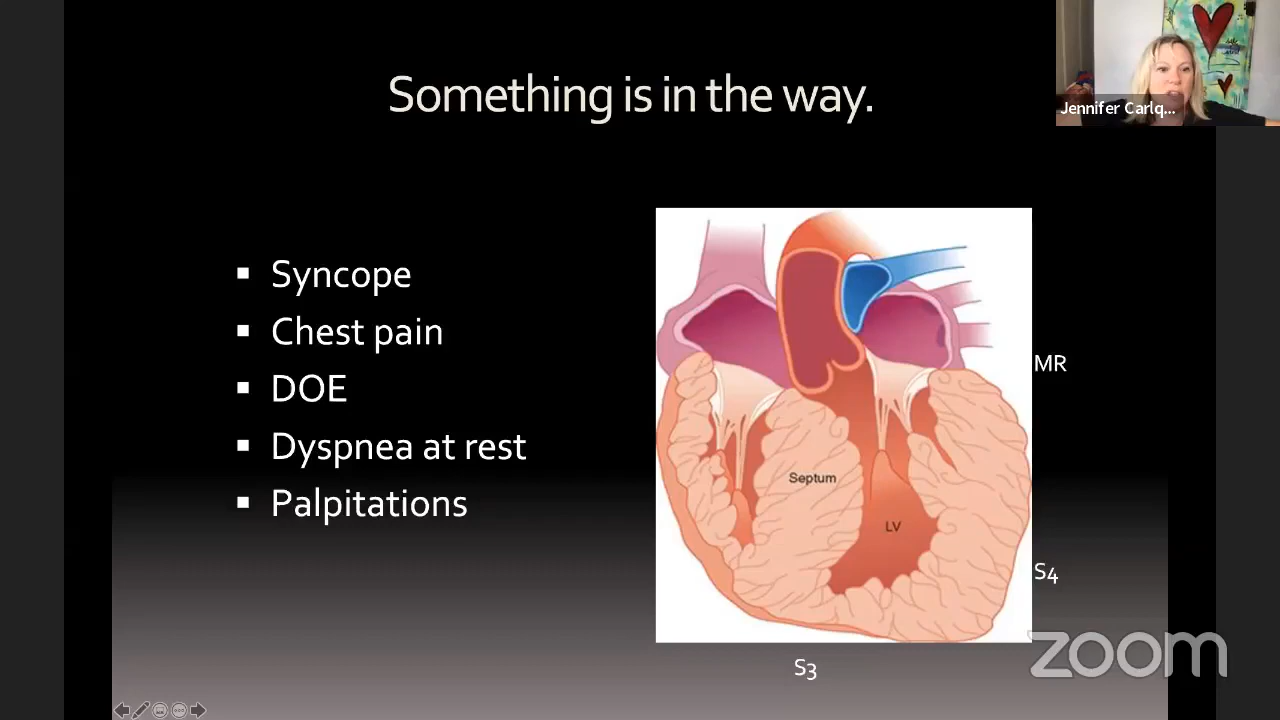 Something is in the way.
Jennifer Carlq...
Syncope
Chest pain
DOE
Dyspnea at rest
Palpitations
MR
Septum
LV
S4
S3
zoom